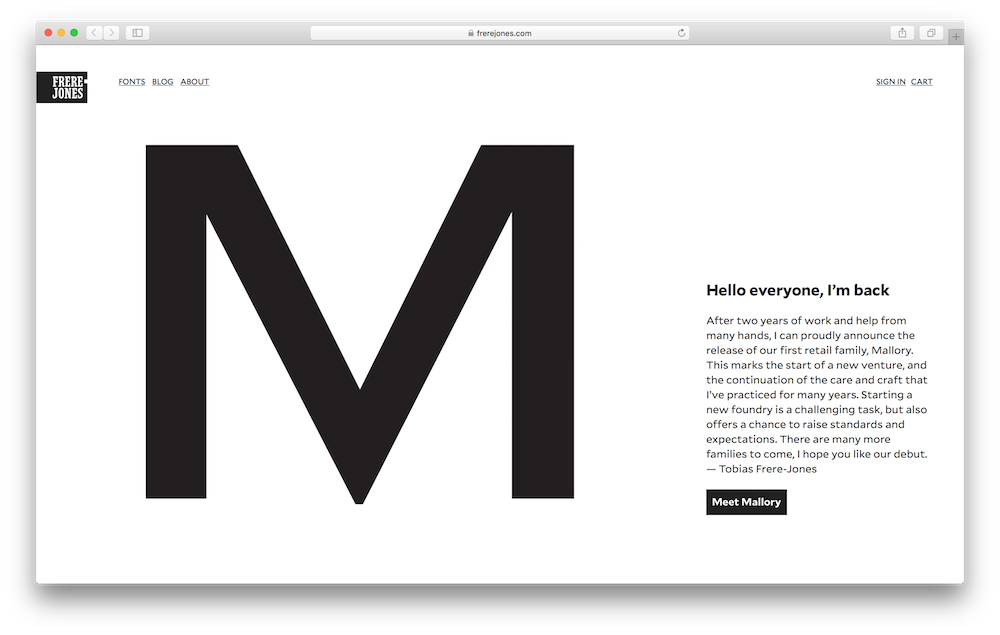 frerejones.com
FRERE-
JONES
FONTS BLOG ABOUT
SIGN IN CART
M
Hello everyone, I’m back
After two years of work and help from
many hands, I can proudly announce the
release of our first retail family, Mallory.
This marks the start of a new venture, and
the continuation of the care and craft that
I’ve practiced for many years. Starting a
new foundry is a challenging task, but also
offers a chance to raise standards and
expectations. There are many more
families to come, I hope you like our debut.
— Tobias Frere-Jones
Meet Mallory